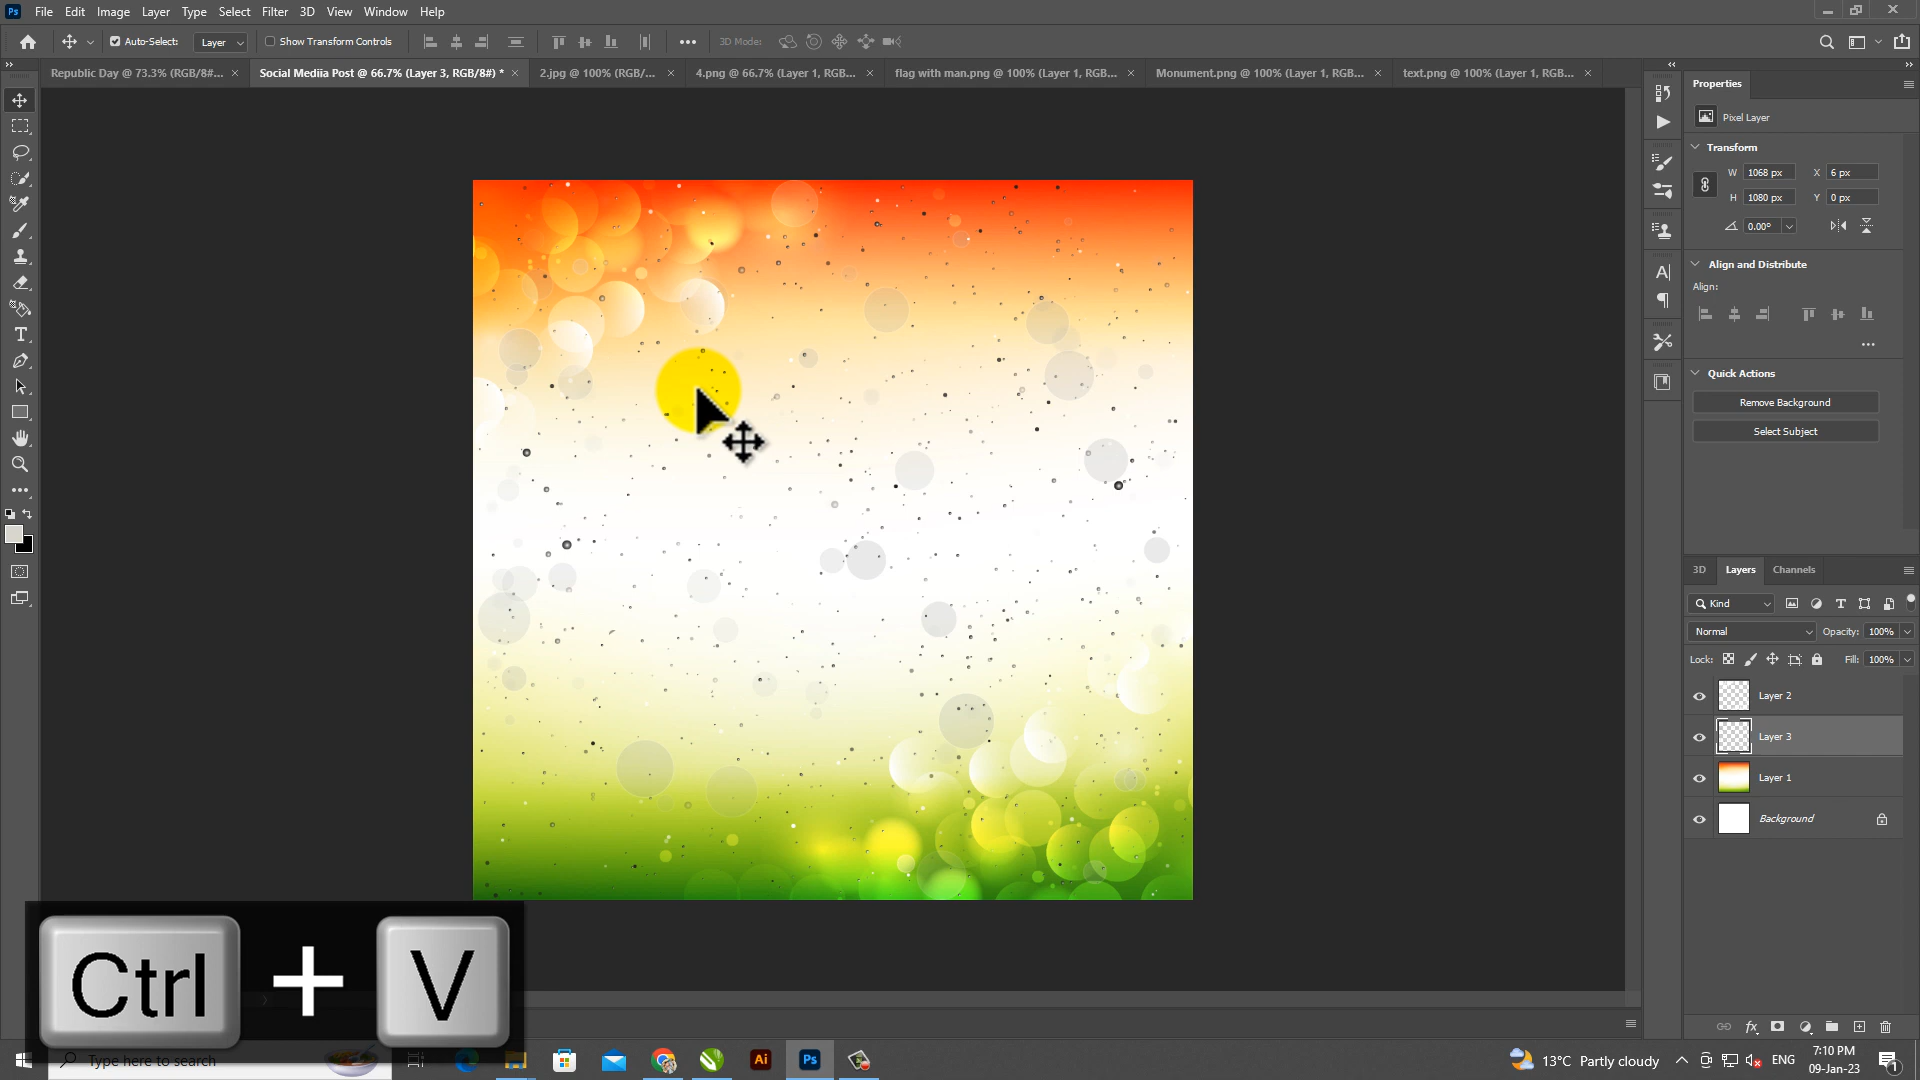 Ps File Edit Image Layer Type Select Filter 3D View Window Help
Auto-Select: Layer Show Transform Controls 3D Mode:
Republic Day @ 73.3% (RGB/8#... × Social Mediia Post @ 66.7% (Layer 3, RGB/8#) * × 2.jpg @ 100% (RGB/... × 4.png @ 66.7% (Layer 1, RGB... × flag with man.png @ 100% (Layer 1, RGB... × Monument.png @ 100% (Layer 1, RGB... × text.png @ 100% (Layer 1, RGB... ×
Properties
Pixel Layer
Transform
W 1068 px X 6 px
H 1080 px Y 0 px
0.00°
Align and Distribute
Align:
Quick Actions
Remove Background
Select Subject
3D Layers Channels
Kind
Normal Opacity: 100%
Lock: Fill: 100%
Layer 2
Layer 3
Layer 1
Background
Ctrl + V
Type here to search
Ai Ps
13°C Partly cloudy ENG
7:10 PM
09-Jan-23
1